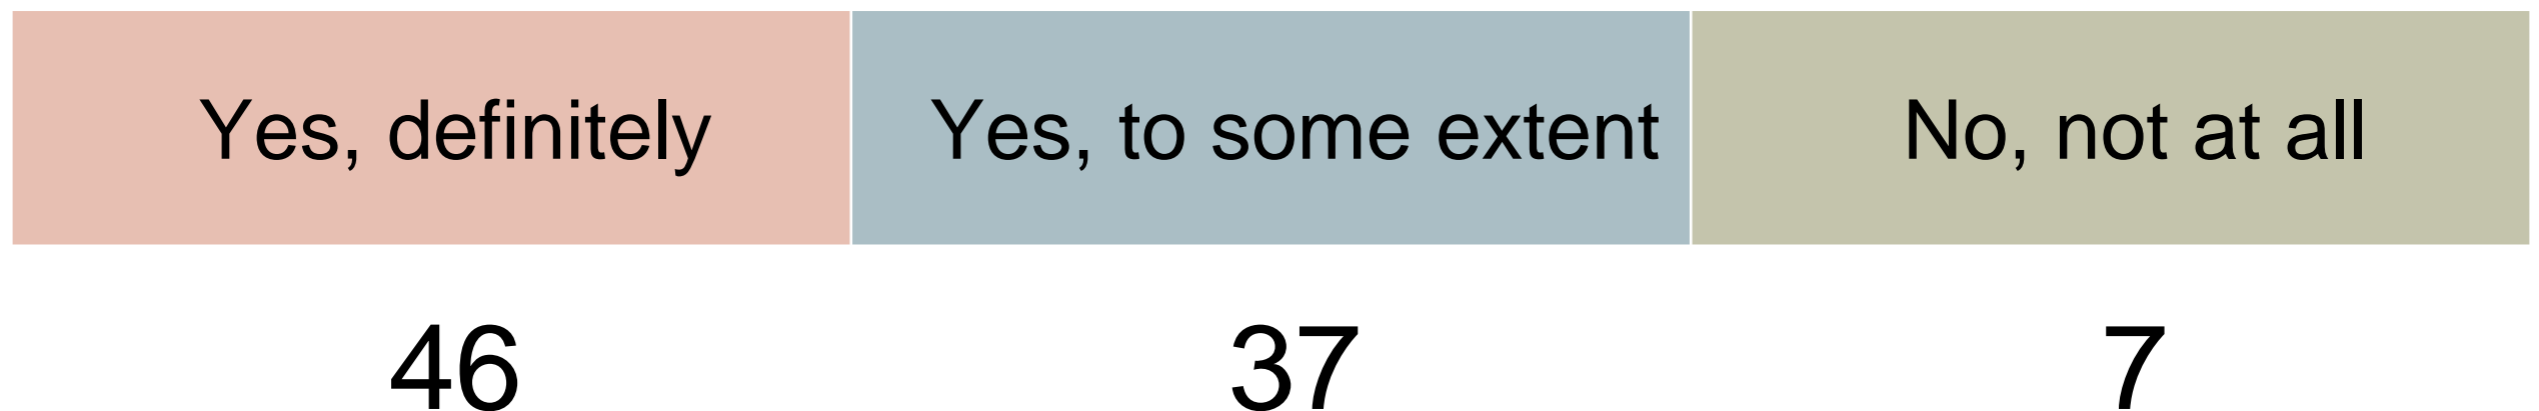 Yes, definitely Yes, to some extent No, not at all
46 37 7